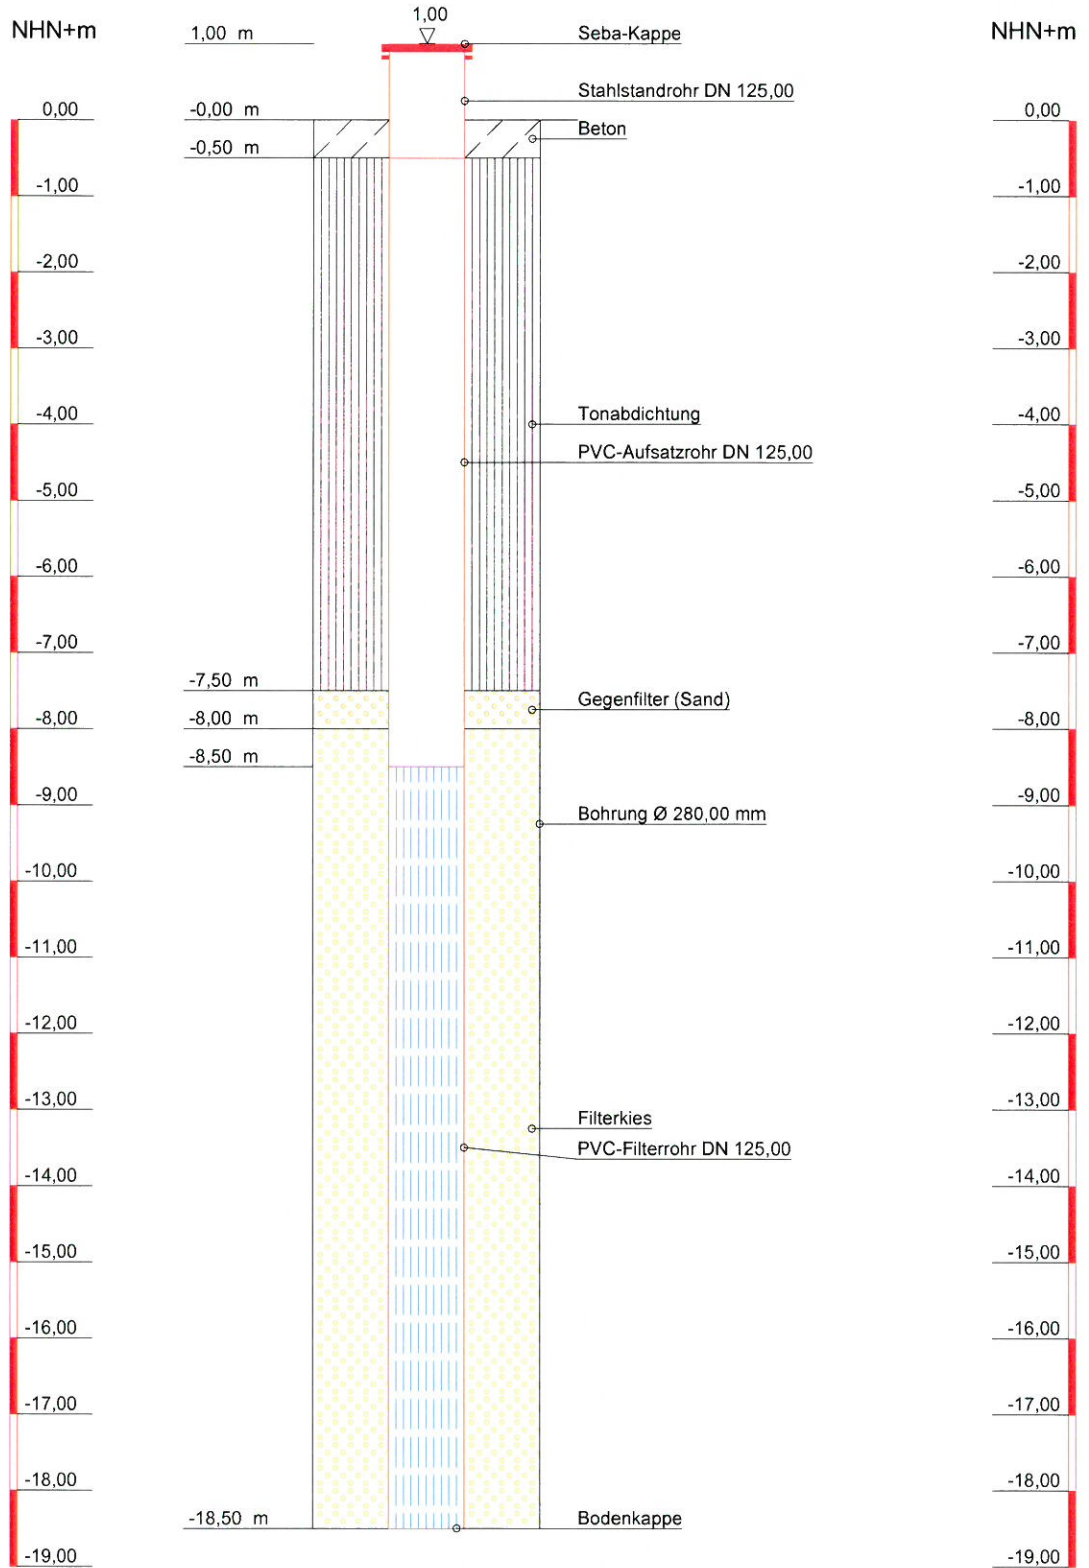 1,00
NHN+m
NHN+m
1,00 m
Seba-Kappe
Stahlstandrohr DN 125,00
0,00
-0,00 m
0,00
Beton
-0,50 m
-1,00
-1,00
-2,00
-2,00
-3,00
-3,00
-4,00
Tonabdichtung
-4,00
PVC-Aufsatzrohr DN 125,00
-5,00
-5,00
-6,00
-6,00
-7,00
-7,00
-7,50 m
Gegenfilter (Sand)
-8,00
-8,00 m
-8,00
-8,50 m
-9,00
-9,00
Bohrung Ø 280,00 mm
-10,00
-10,00
-11,00
-11,00
-12,00
-12,00
-13,00
-13,00
Filterkies
PVC-Filterrohr DN 125,00
-14,00
-14,00
-15,00
-15,00
-16,00
-16,00
-17,00
-17,00
-18,00
-18,00
-18,50 m
Bodenkappe
-19,00
-19,00